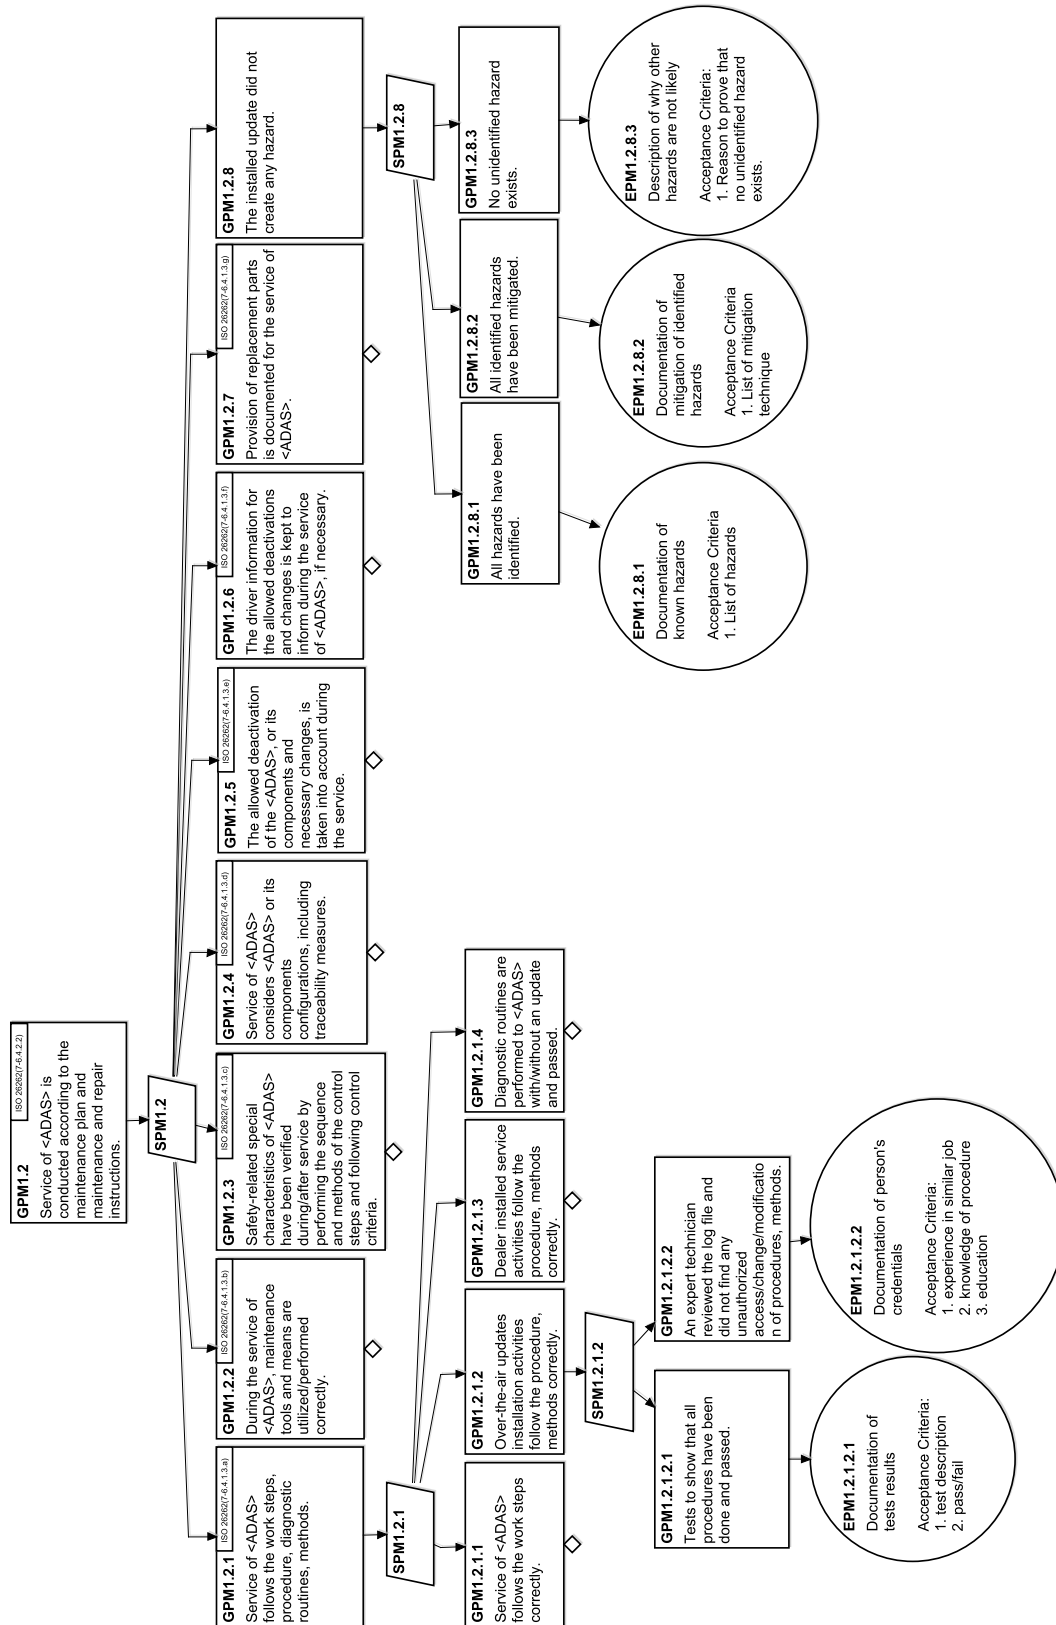 GPM1.2
ISO 26262(7-6.4.2.2)
Service of <ADAS> is
conducted according to the
maintenance plan and
maintenance and repair
instructions.
SPM1.2
GPM1.2.1
ISO 26262(7-6.4.1.3.a)
Service of <ADAS>
follows the work steps,
procedure, diagnostic
routines, methods.
GPM1.2.2
ISO 26262(7-6.4.1.3.b)
During the service of
<ADAS>, maintenance
tools and means are
utilized/performed
correctly.
GPM1.2.3
ISO 26262(7-6.4.1.3.c)
Safety-related special
characteristics of <ADAS>
have been verified
during/after service by
performing the sequence
and methods of the control
steps and following control
criteria.
GPM1.2.4
ISO 26262(7-6.4.1.3.d)
Service of <ADAS>
considers <ADAS> or its
components
configurations, including
traceability measures.
GPM1.2.5
ISO 26262(7-6.4.1.3.e)
The allowed deactivation
of the <ADAS>, or its
components and
necessary changes, is
taken into account during
the service.
GPM1.2.6
ISO 26262(7-6.4.1.3.f)
The driver information for
the allowed deactivations
and changes is kept to
inform during the service
of <ADAS>, if necessary.
GPM1.2.7
ISO 26262(7-6.4.1.3.g)
Provision of replacement parts
is documented for the service of
<ADAS>.
GPM1.2.8
The installed update did not
create any hazard.
SPM1.2.1
SPM1.2.8
GPM1.2.1.1
Service of <ADAS>
follows the work steps
correctly.
GPM1.2.1.2
Over-the-air updates
installation activities
follow the procedure,
methods correctly.
GPM1.2.1.3
Dealer installed service
activities follow the
procedure, methods
correctly.
GPM1.2.1.4
Diagnostic routines are
performed to <ADAS>
with/without an update
and passed.
GPM1.2.8.1
All hazards have been
identified.
GPM1.2.8.2
All identified hazards
have been mitigated.
GPM1.2.8.3
No unidentified hazard
exists.
SPM1.2.1.2
EPM1.2.8.1
Documentation of
known hazards
Acceptance Criteria
1. List of hazards
EPM1.2.8.2
Documentation of
mitigation of identified
hazards
Acceptance Criteria
1. List of mitigation
technique
EPM1.2.8.3
Description of why other
hazards are not likely
Acceptance Criteria:
1. Reason to prove that
no unidentified hazard
exists.
GPM1.2.1.2.1
Tests to show that all
procedures have been
done and passed.
GPM1.2.1.2.2
An expert technician
reviewed the log file and
did not find any
unauthorized
access/change/modificatio
n of procedures, methods.
EPM1.2.1.2.1
Documentation of
tests results
Acceptance Criteria:
1. test description
2. pass/fail
EPM1.2.1.2.2
Documentation of person's
credentials
Acceptance Criteria:
1. experience in similar job
2. knowledge of procedure
3. education